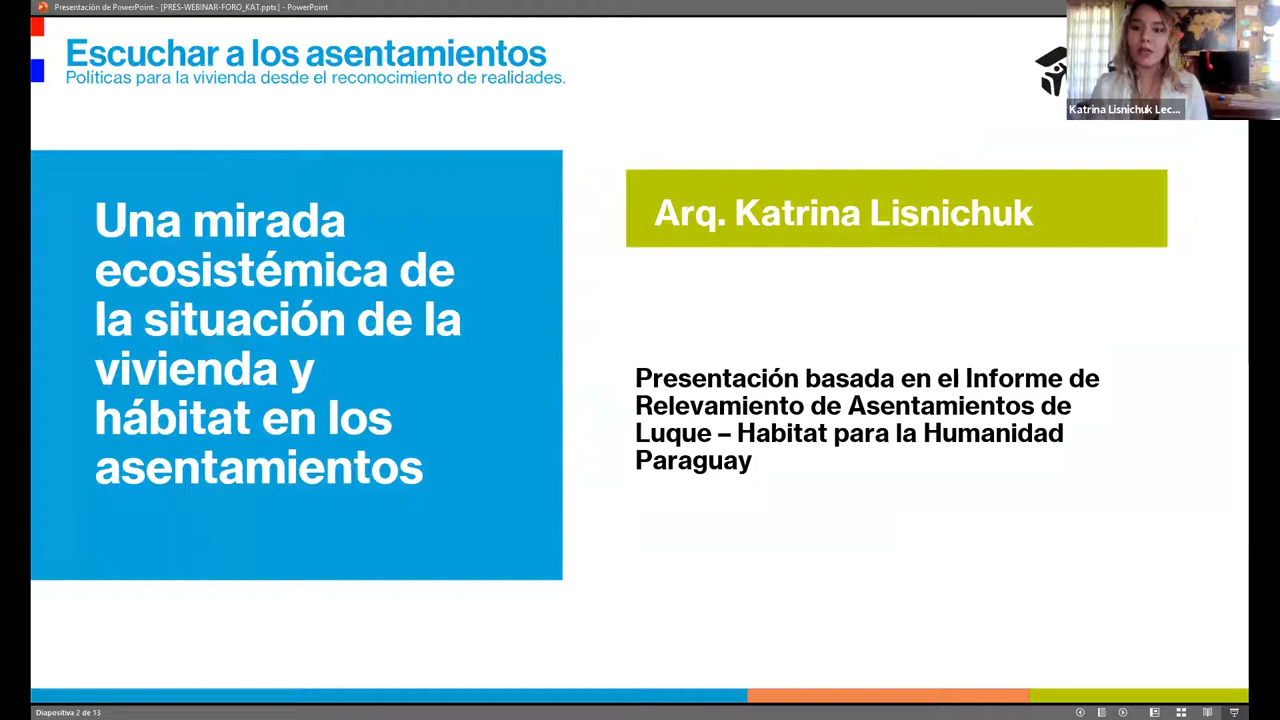 Presentación de PowerPoint - [PRES-WEBINAR-FORO_KAT.pptx] - PowerPoint
Escuchar a los asentamientos
Políticas para la vivienda desde el reconocimiento de realidades.
Katrina Lisnichuk Lec...
Una mirada
ecosistémica de
la situación de la
vivienda y
hábitat en los
asentamientos
Arq. Katrina Lisnichuk
Presentación basada en el Informe de
Relevamiento de Asentamientos de
Luque – Habitat para la Humanidad
Paraguay
Diapositiva 2 de 13